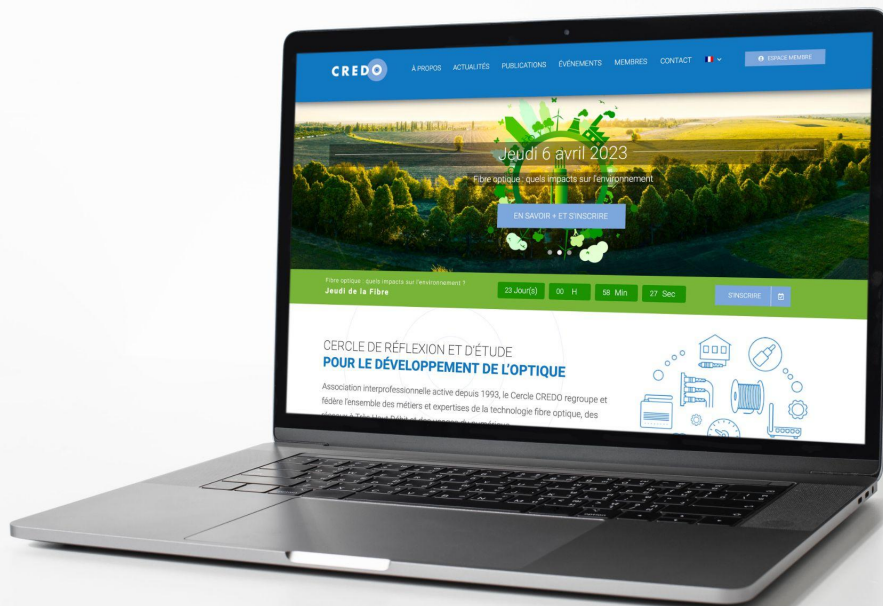 CREDO
À PROPOS ACTUALITÉS PUBLICATIONS ÉVÉNEMENTS MEMBRES CONTACT ESPACE MEMBRE
Jeudi 6 avril 2023
Fibre optique : quels impacts sur l'environnement
EN SAVOIR + ET S'INSCRIRE
Fibre optique : quels impacts sur l'environnement ?
Jeudi de la Fibre
23 Jour(s) 00 H 58 Min 27 Sec
S'INSCRIRE
CERCLE DE RÉFLEXION ET D'ÉTUDE
POUR LE DÉVELOPPEMENT DE L'OPTIQUE
Association interprofessionnelle active depuis 1993, le Cercle CREDO regroupe et
fédère l'ensemble des métiers et expertises de la technologie fibre optique, des